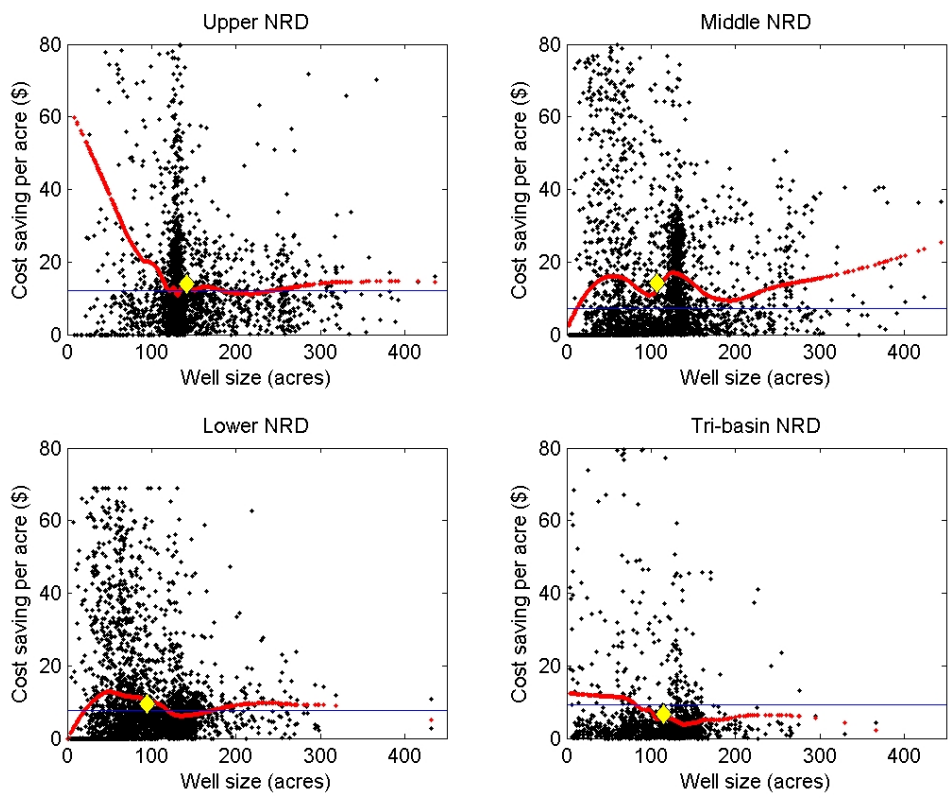 Upper NRD
80
60
40
20
0
Cost saving per acre ($)
0 100 200 300 400
Well size (acres)
Middle NRD
80
60
40
20
0
Cost saving per acre ($)
0 100 200 300 400
Well size (acres)
Lower NRD
80
60
40
20
0
Cost saving per acre ($)
0 100 200 300 400
Well size (acres)
Tri-basin NRD
80
60
40
20
0
Cost saving per acre ($)
0 100 200 300 400
Well size (acres)